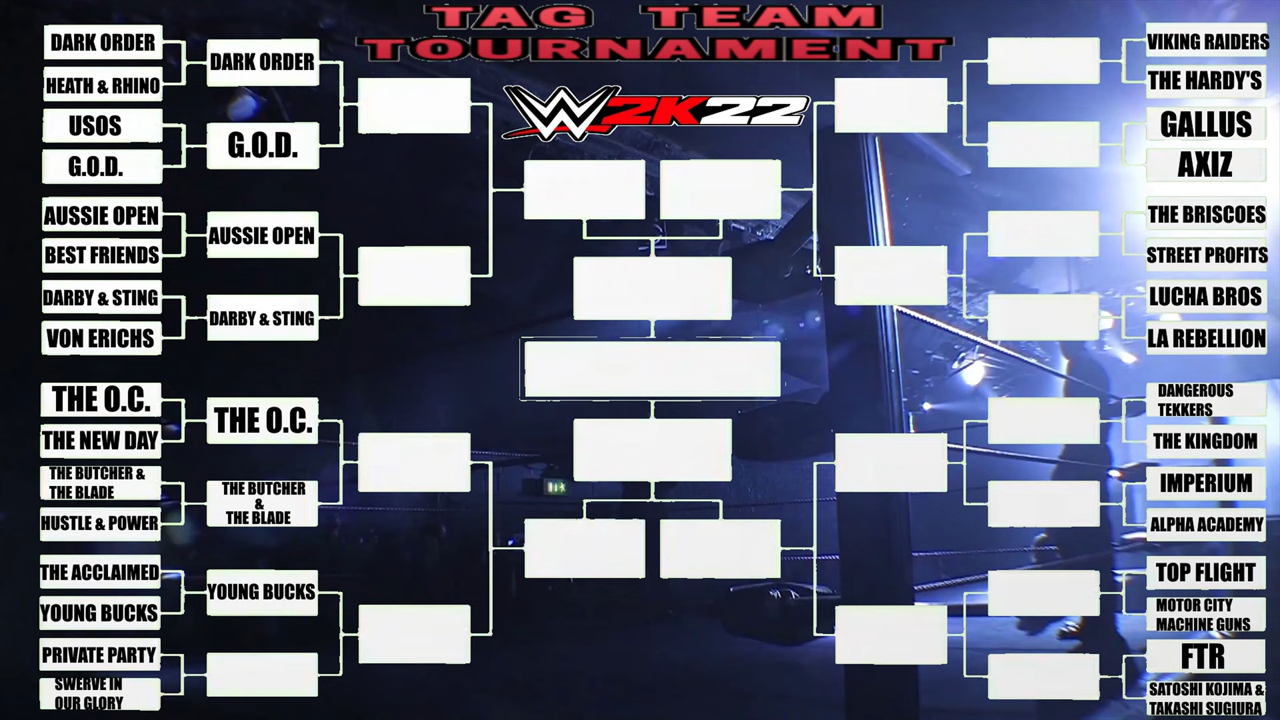 TAG TEAM
TOURNAMENT
W 2K22
DARK ORDER
HEATH & RHINO
USOS
G.O.D.
AUSSIE OPEN
BEST FRIENDS
DARBY & STING
VON ERICHS
THE O.C.
THE NEW DAY
THE BUTCHER &
THE BLADE
HUSTLE & POWER
THE ACCLAIMED
YOUNG BUCKS
PRIVATE PARTY
SWERVE IN
OUR GLORY
DARK ORDER
G.O.D.
AUSSIE OPEN
DARBY & STING
THE O.C.
THE BUTCHER
&
THE BLADE
YOUNG BUCKS
VIKING RAIDERS
THE HARDY'S
GALLUS
AXIZ
THE BRISCOES
STREET PROFITS
LUCHA BROS
LA REBELLION
DANGEROUS
TEKKERS
THE KINGDOM
IMPERIUM
ALPHA ACADEMY
TOP FLIGHT
MOTOR CITY
MACHINE GUNS
FTR
SATOSHI KOJIMA &
TAKASHI SUGIURA